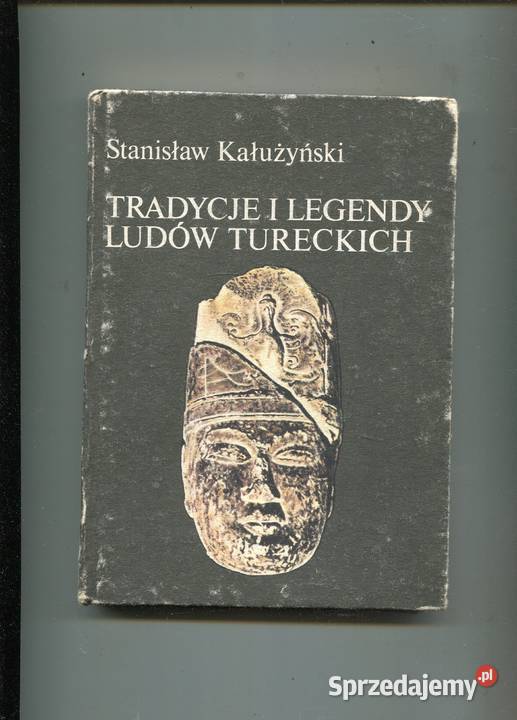 Stanisław Kałużyński
TRADYCJE I LEGENDY
LUDÓW TURECKICH
Sprzedajemy.pl